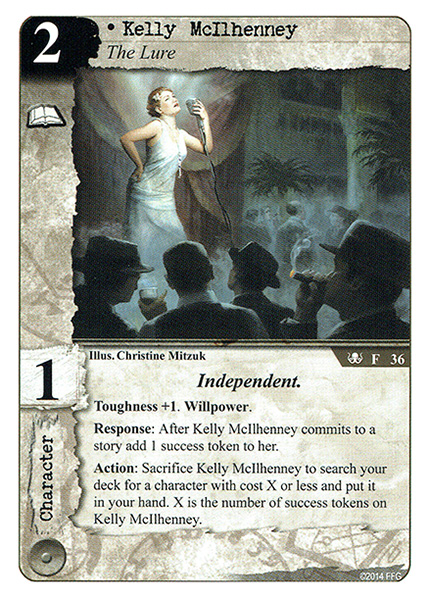 2
• Kelly McIlhenney
The Lure
Illus. Christine Mitzuk
F 36
1
Independent.
Toughness +1. Willpower.
Response: After Kelly McIlhenney commits to a
story add 1 success token to her.
Action: Sacrifice Kelly McIlhenney to search your
deck for a character with cost X or less and put it
in your hand. X is the number of success tokens on
Kelly McIlhenney.
Character
©2014 FFG